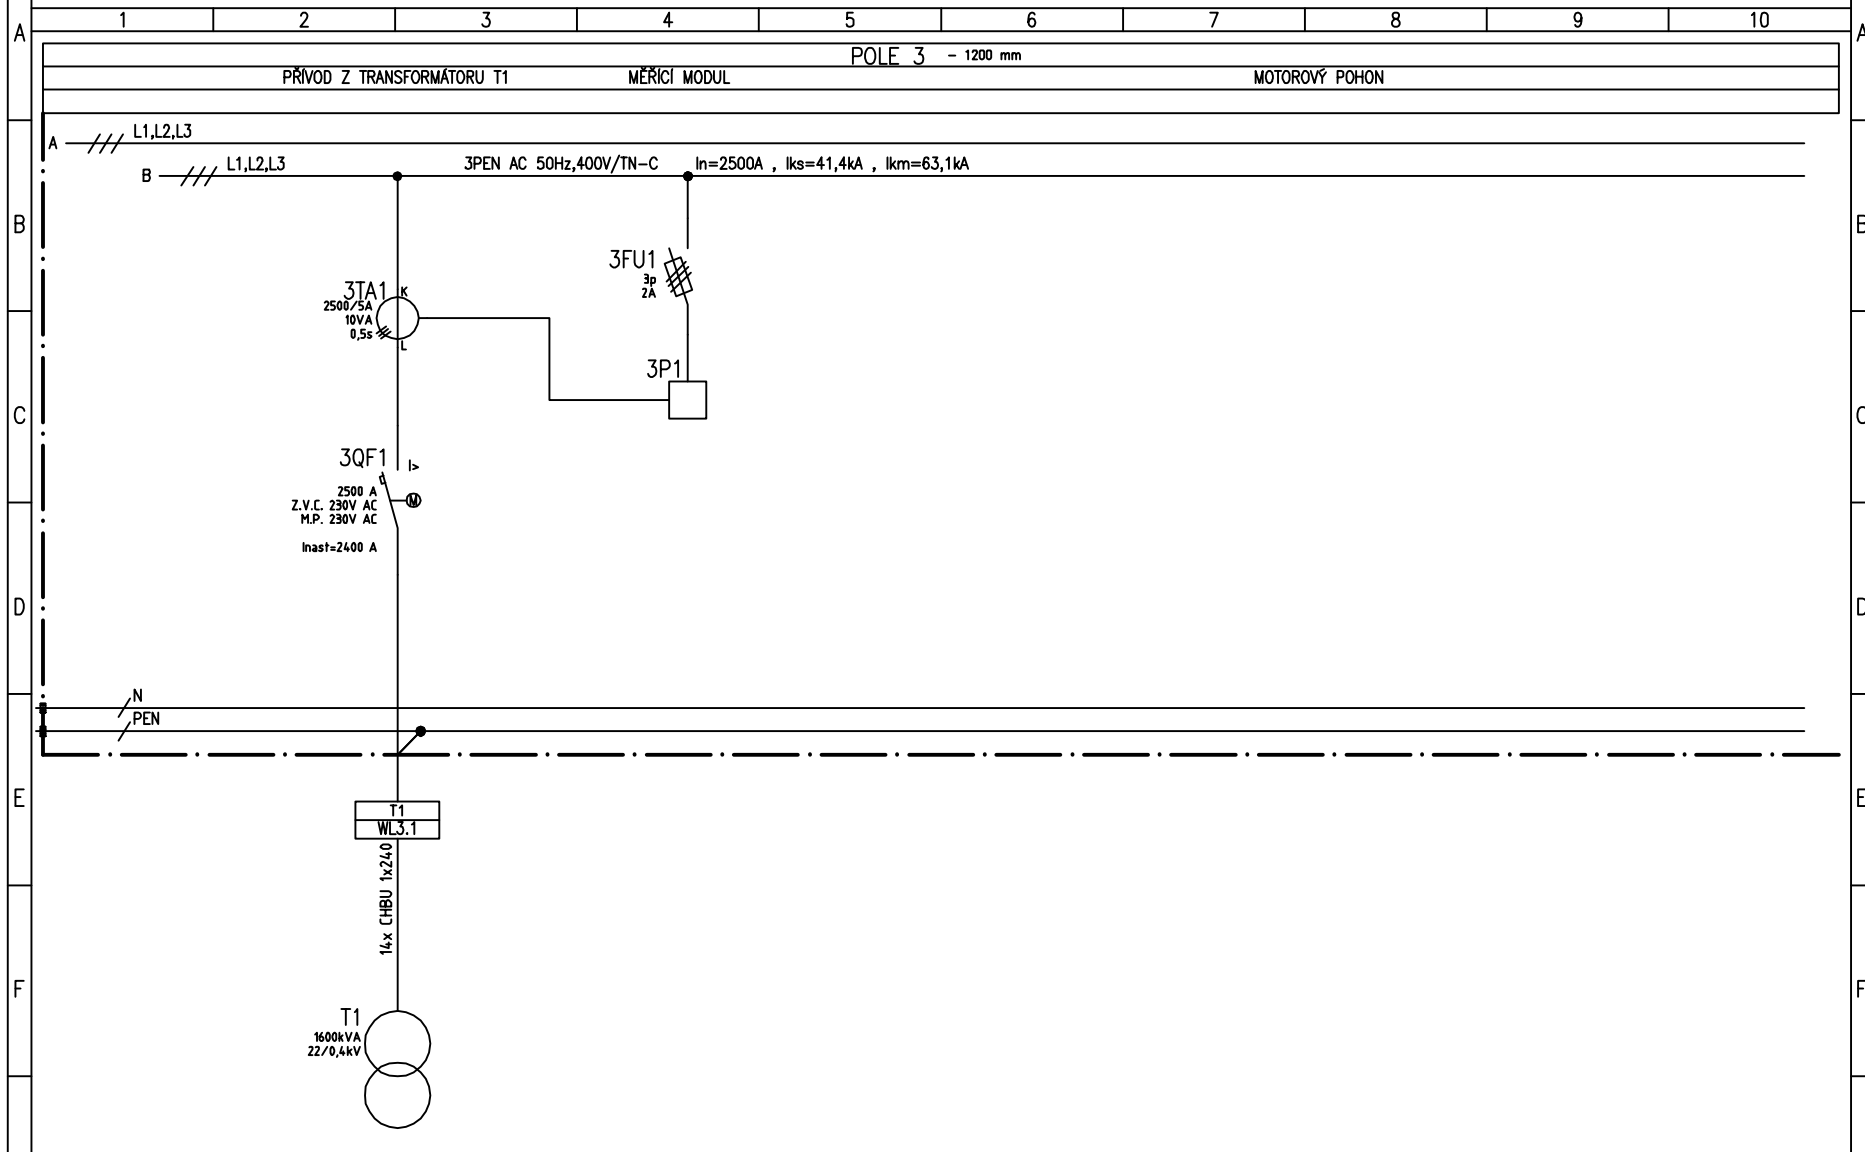 1 2 3 4 5 6 7 8 9 10
A A
POLE 3 - 1200 mm
PŘÍVOD Z TRANSFORMÁTORU T1 MĚŘÍCÍ MODUL MOTOROVÝ POHON
A L1,L2,L3
B L1,L2,L3 3PEN AC 50Hz,400V/TN-C In=2500A , Iks=41,4kA , Ikm=63,1kA
B B
3FU1
3p
2A
3TA1 K
2500/5A
10VA
0,5s
L
3P1
C C
3QF1 I>
2500 A
M
Z.V.C. 230V AC
M.P. 230V AC
Inast=2400 A
D D
N
PEN
E E
T1
WL3.1
14x CHBU 1x240
F F
T1
1600kVA
22/0,4kV